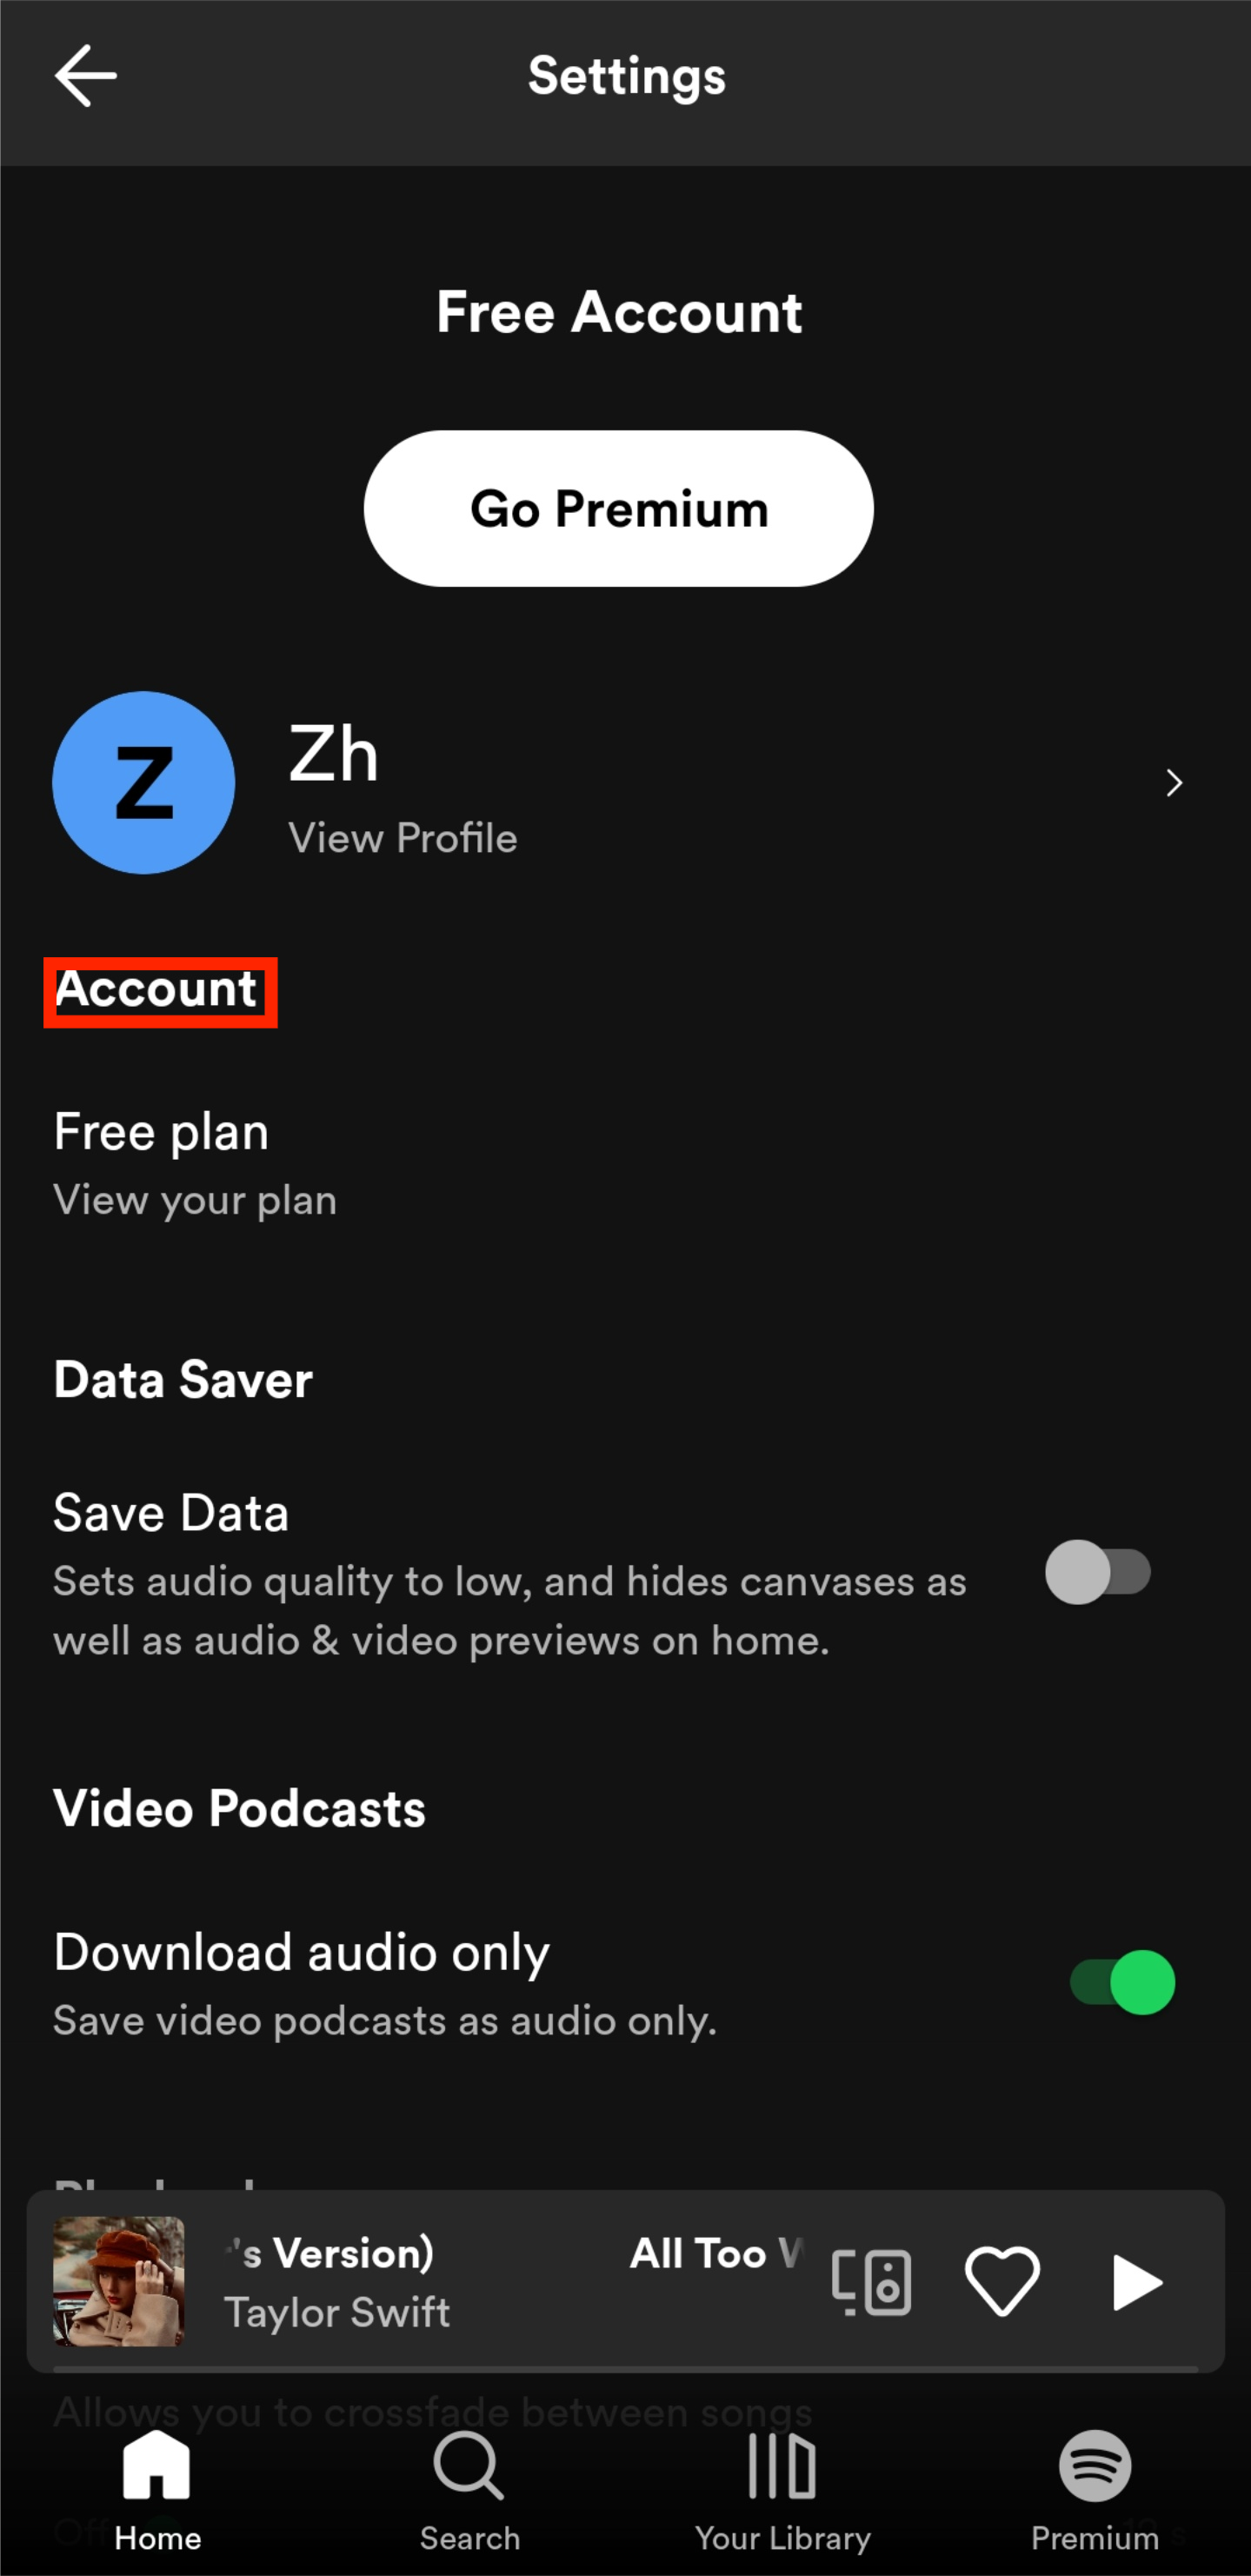 Settings
Free Account
Go Premium
Z
Zh
View Profile
Account
Free plan
View your plan
Data Saver
Save Data
Sets audio quality to low, and hides canvases as
well as audio & video previews on home.
Video Podcasts
Download audio only
Save video podcasts as audio only.
's Version) All Too
Taylor Swift
Allows you to crossfade between songs
Off
Home Search Your Library Premium